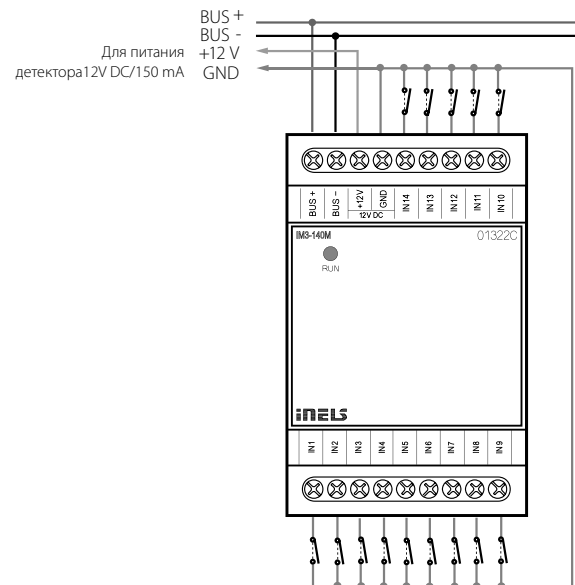 BUS +
BUS -
Для питания +12 V
детектора12V DC/150 mA GND
BUS + BUS - +12V GND IN14 IN13 IN12 IN11 IN10
12V DC
IM3-140M 01322C
RUN
iNELS
IN1 IN2 IN3 IN4 IN5 IN6 IN7 IN8 IN9